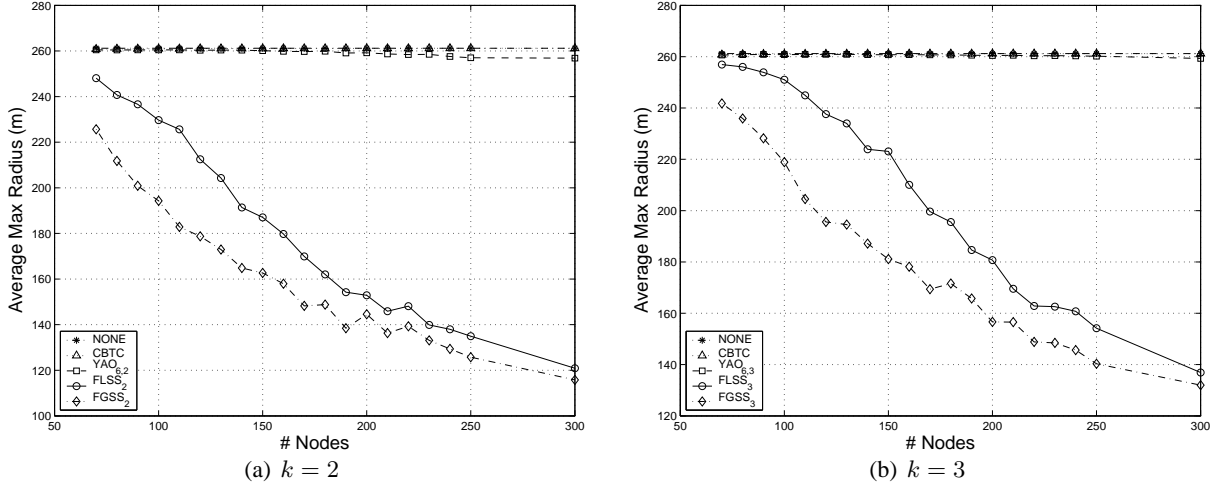 280
260
240
220
200
180
160
140
120
100
Average Max Radius (m)
NONE
CBTC
YAO6,2
FLSS2
FGSS2
50
100
150
200
250
300
# Nodes
(a) k = 2
280
260
240
220
200
180
160
140
120
Average Max Radius (m)
NONE
CBTC
YAO6,3
FLSS3
FGSS3
50
100
150
200
250
300
# Nodes
(b) k = 3